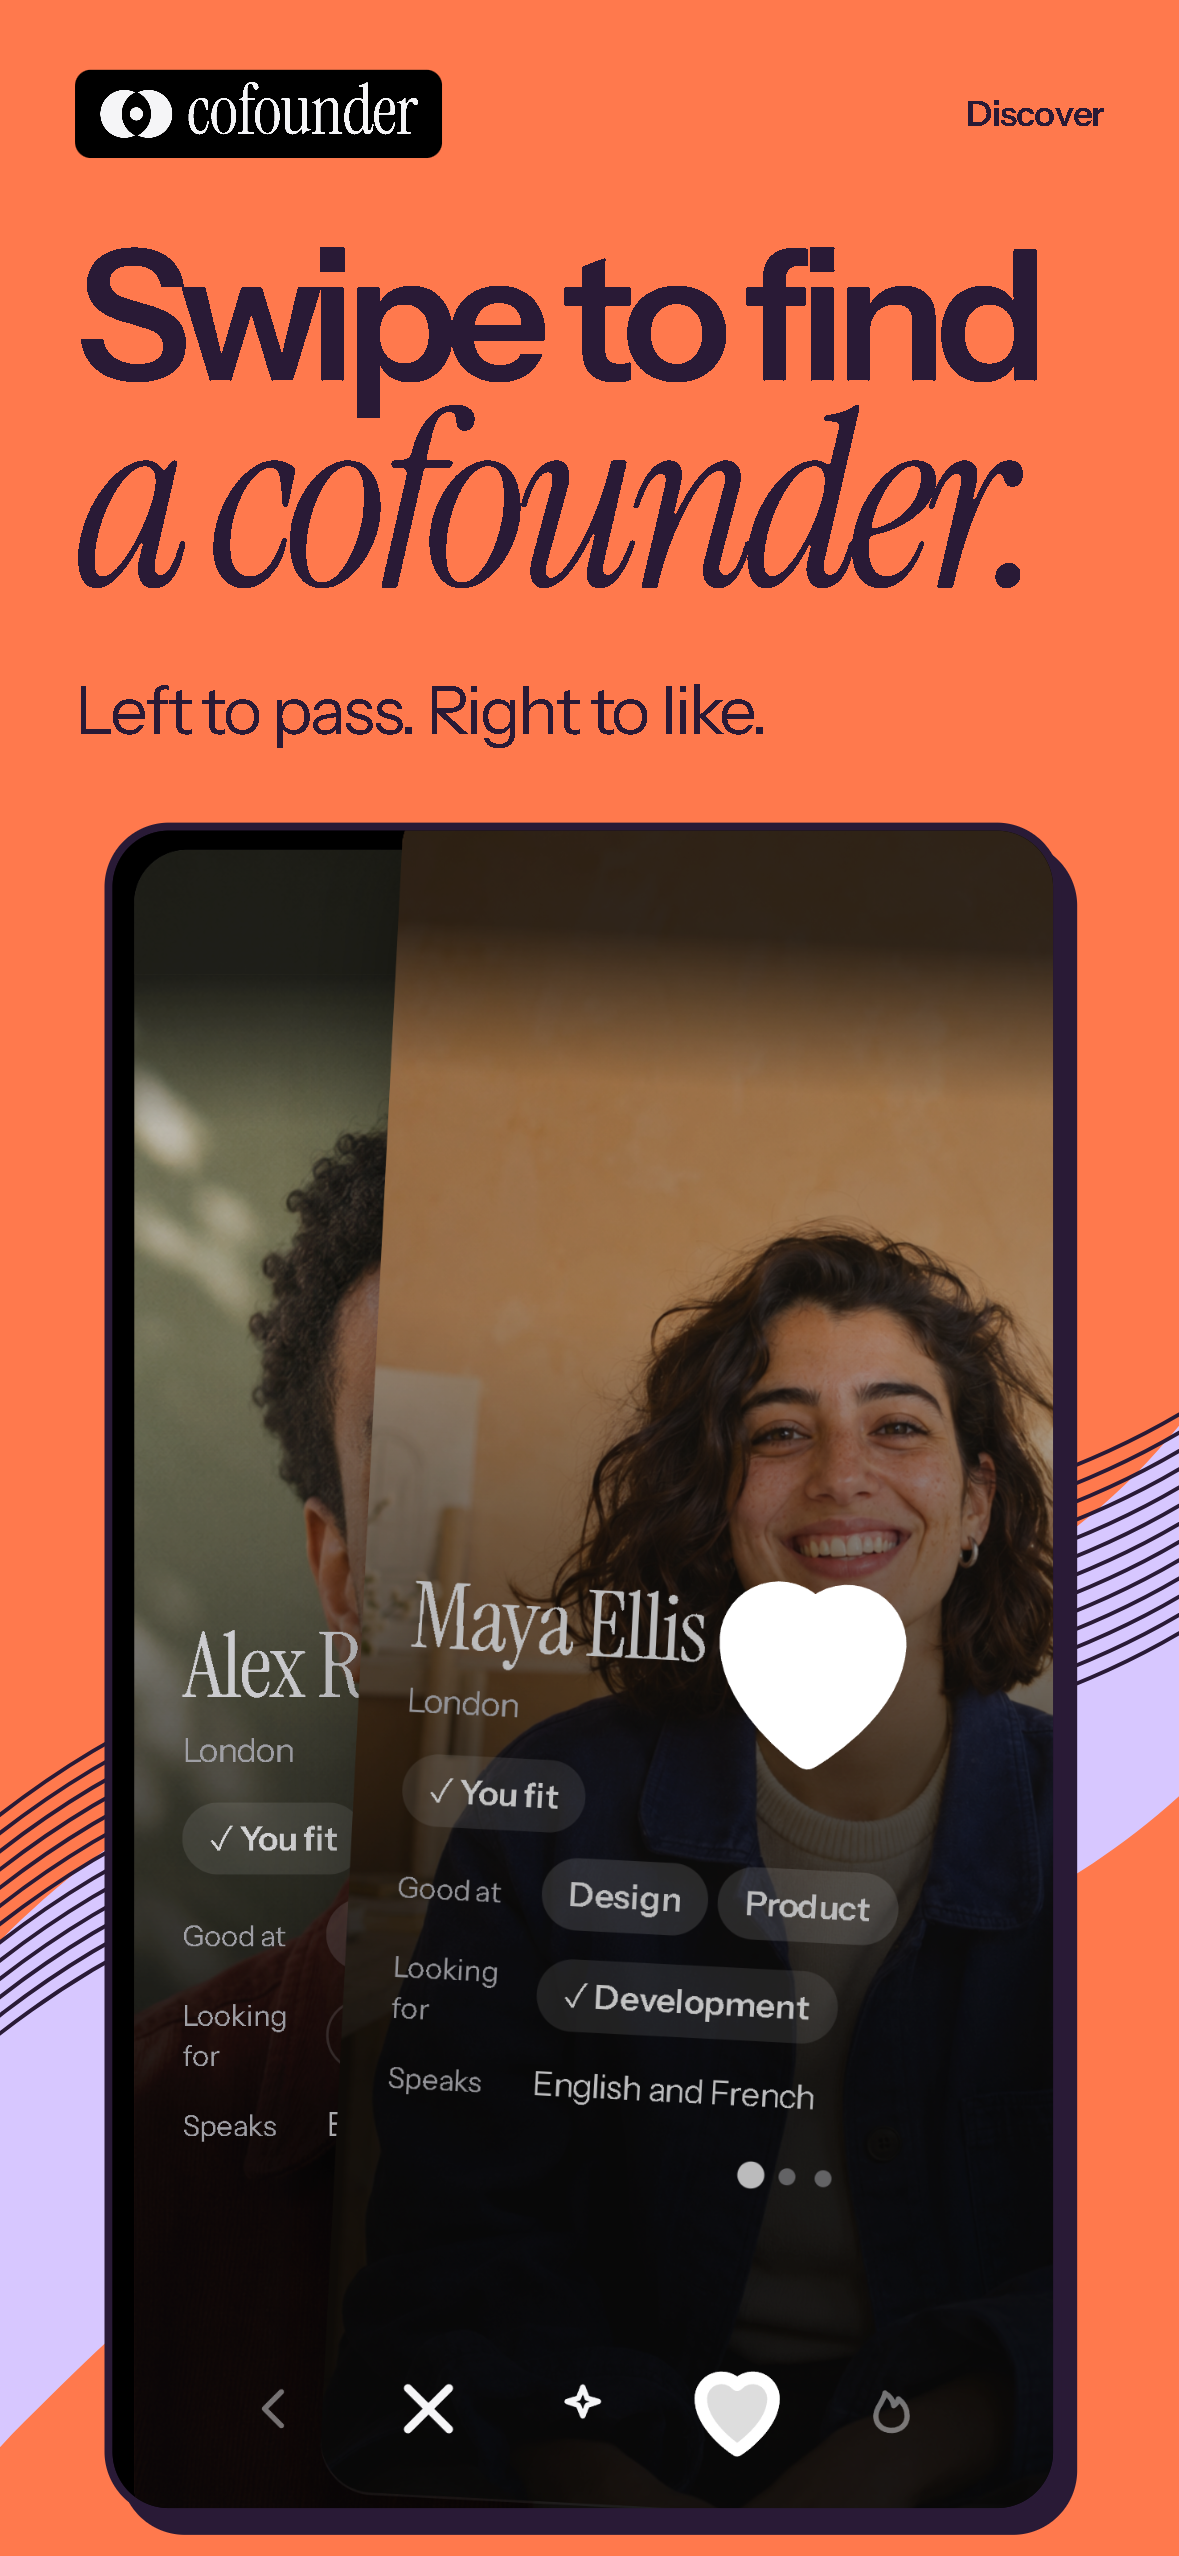 cofounder
Discover
Swipe to find
a cofounder.
Left to pass. Right to like.
Alex R
London
✓ You fit
Good at
Looking
for
Speaks
E
Maya Ellis
London
✓ You fit
Good at
Design
Product
Looking
for
✓ Development
Speaks
English and French